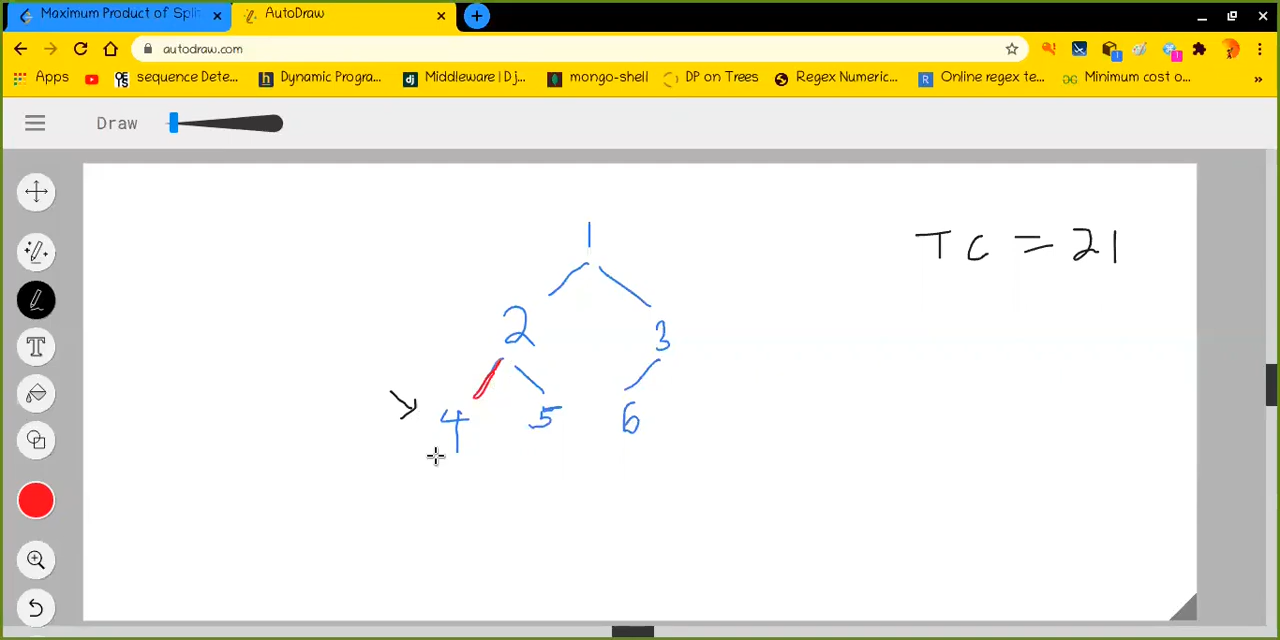 Maximum Product of Spli
AutoDraw
autodraw.com
Apps
sequence Dete...
Dynamic Progra...
Middleware | Dj...
mongo-shell
DP on Trees
Regex Numeric...
Online regex te...
Minimum cost o...
»
Draw
1
TC = 21
2 3
4 5 6